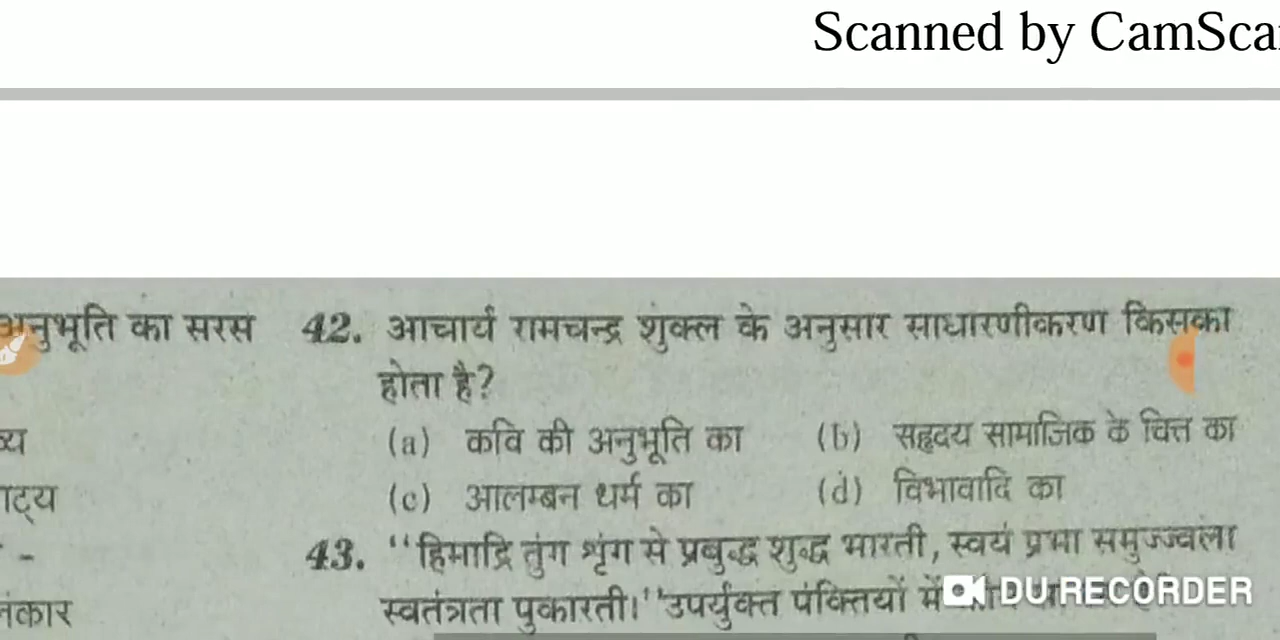 Scanned by CamSca
अनुभूति का सरस
42. आचार्य रामचन्द्र शुक्ल के अनुसार साधारणीकरण किसका
होता है?
(a) कवि की अनुभूति का (b) सहृदय सामाजिक के चित्त का
(c) आलम्बन धर्म का (d) विभावादि का
43. "हिमाद्रि तुंग शृंग से प्रबुद्ध शुद्ध भारती, स्वयं प्रभा समुज्ज्वला
स्वतंत्रता पुकारती।" उपर्युक्त पंक्तियों में
DU RECORDER